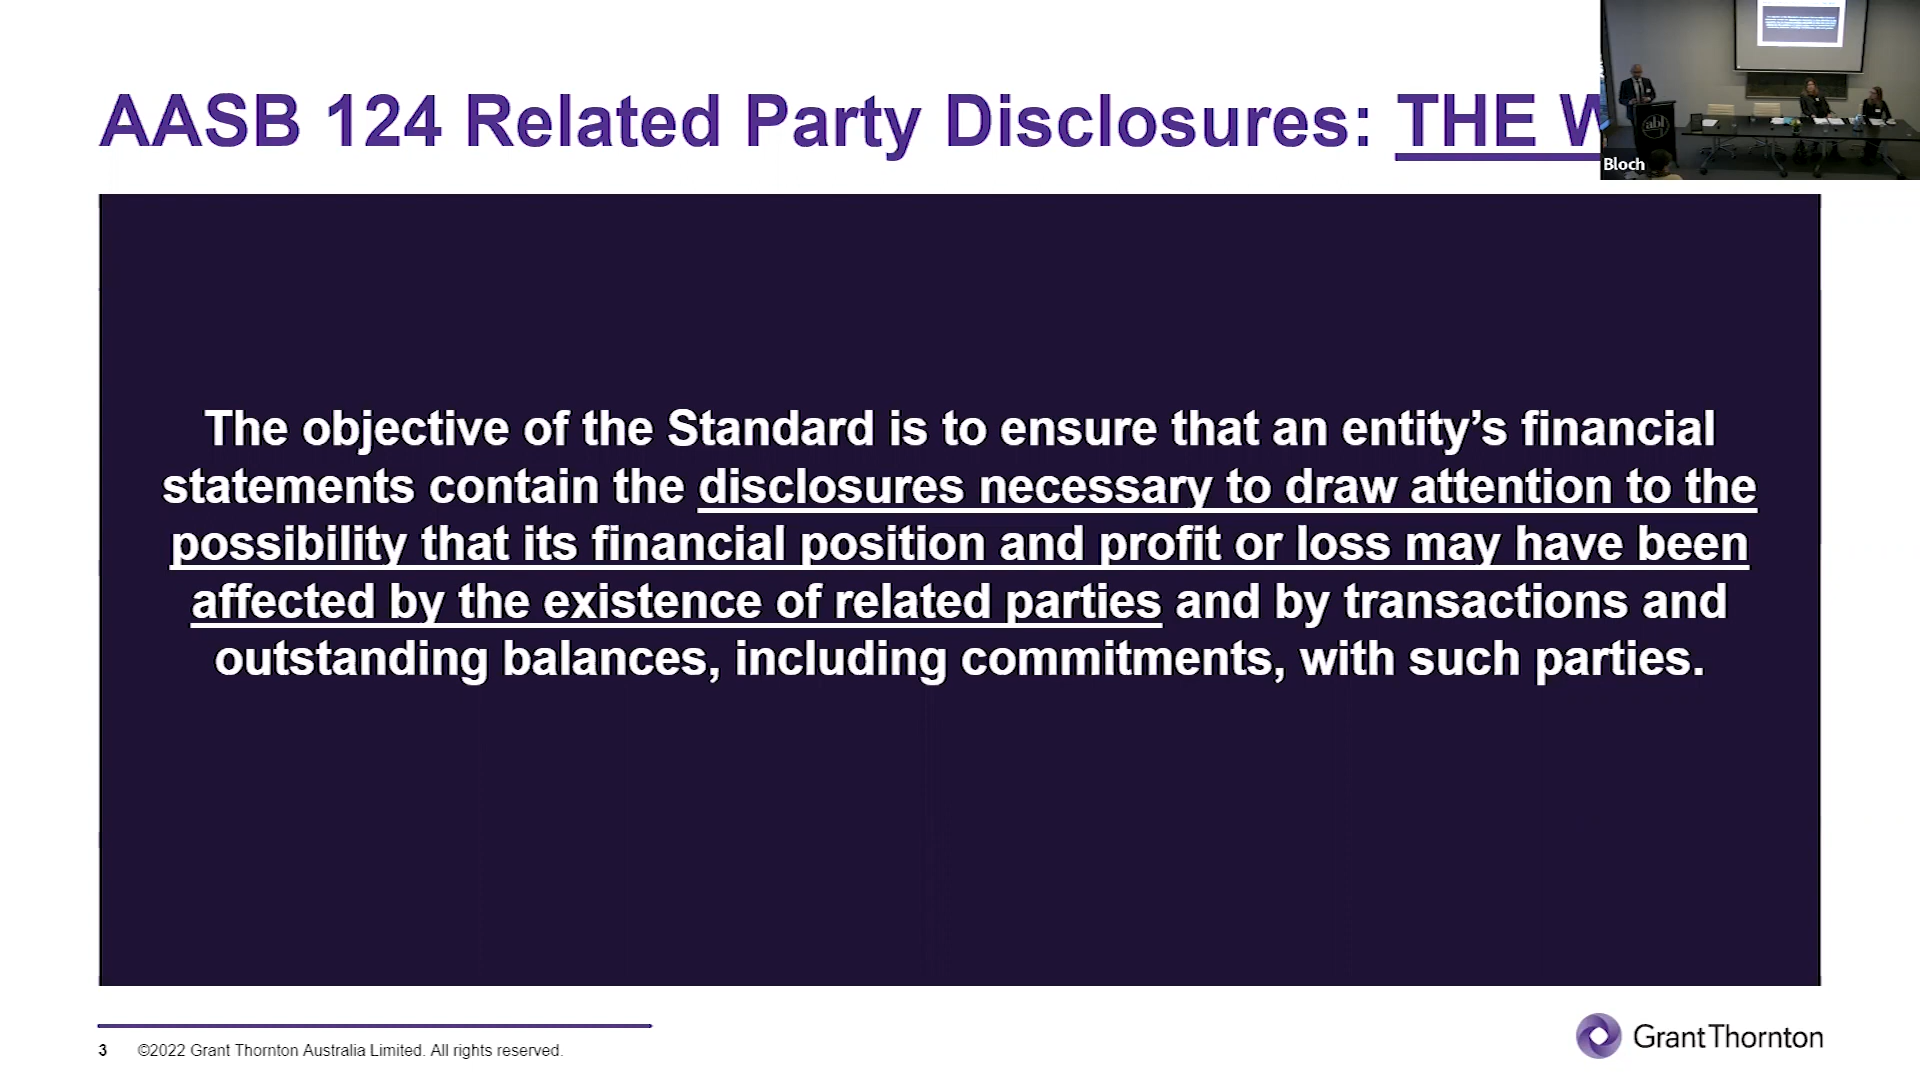 AASB 124 Related Party Disclosures: THE W
Bloch
abl
The objective of the Standard is to ensure that an entity’s financial
statements contain the disclosures necessary to draw attention to the
possibility that its financial position and profit or loss may have been
affected by the existence of related parties and by transactions and
outstanding balances, including commitments, with such parties.
3 ©2022 Grant Thornton Australia Limited. All rights reserved.
Grant Thornton